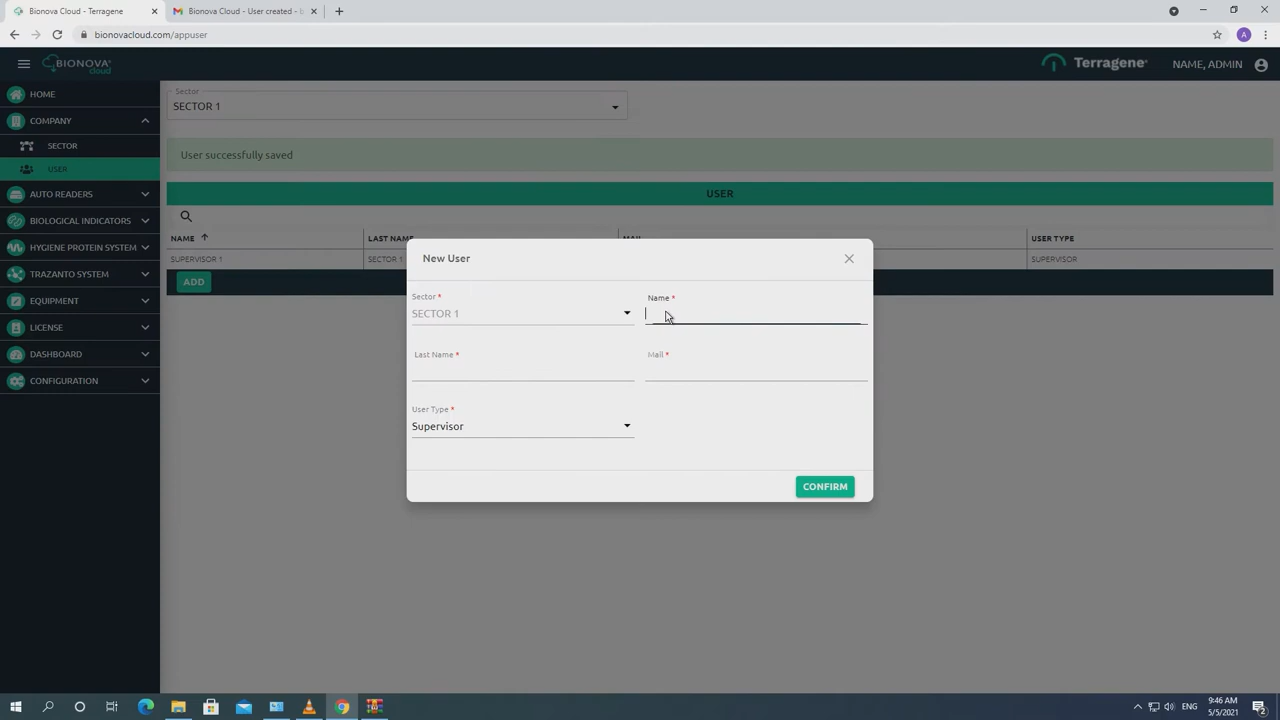 Bionova Cloud - Terragene
Bionova Cloud - User created - b
bionovacloud.com/appuser
A
BIONOVA
cloud
Terragene
NAME, ADMIN
HOME
COMPANY
SECTOR
USER
AUTO READERS
BIOLOGICAL INDICATORS
HYGIENE PROTEIN SYSTEM
TRAZANTO SYSTEM
EQUIPMENT
LICENSE
DASHBOARD
CONFIGURATION
Sector
SECTOR 1
User successfully saved
USER
NAME LAST NAME MAIL USER TYPE
SUPERVISOR 1 SECTOR 1 SUPERVISOR
ADD
New User
Sector *
SECTOR 1
Name *
Last Name *
Mail *
User Type *
Supervisor
CONFIRM
ENG
9:46 AM
5/5/2021
2